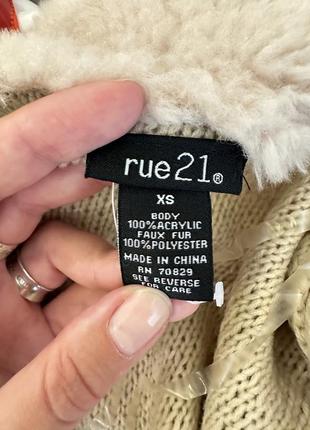 rue21®
XS
BODY
100%ACRYLIC
FAUX FUR
100%POLYESTER
MADE IN CHINA
RN 70829
SEE REVERSE
FOR CARE